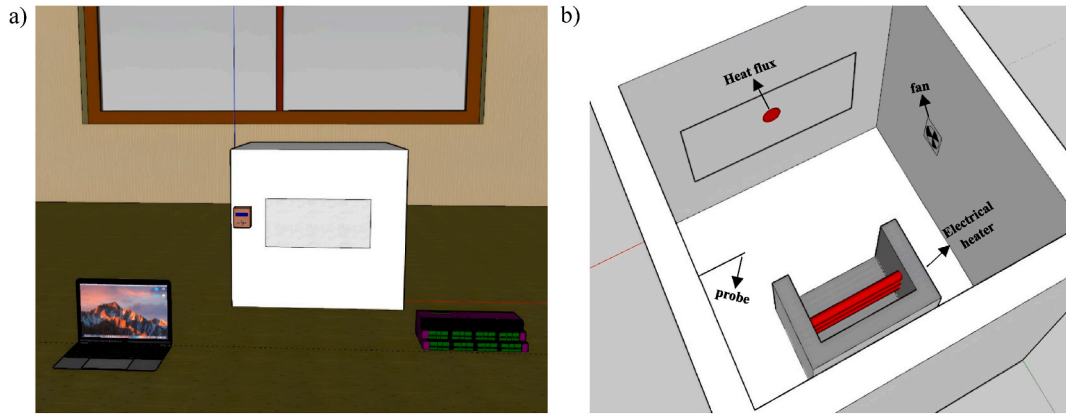 a)
b)
Heat flux
fan
Electrical
heater
probe